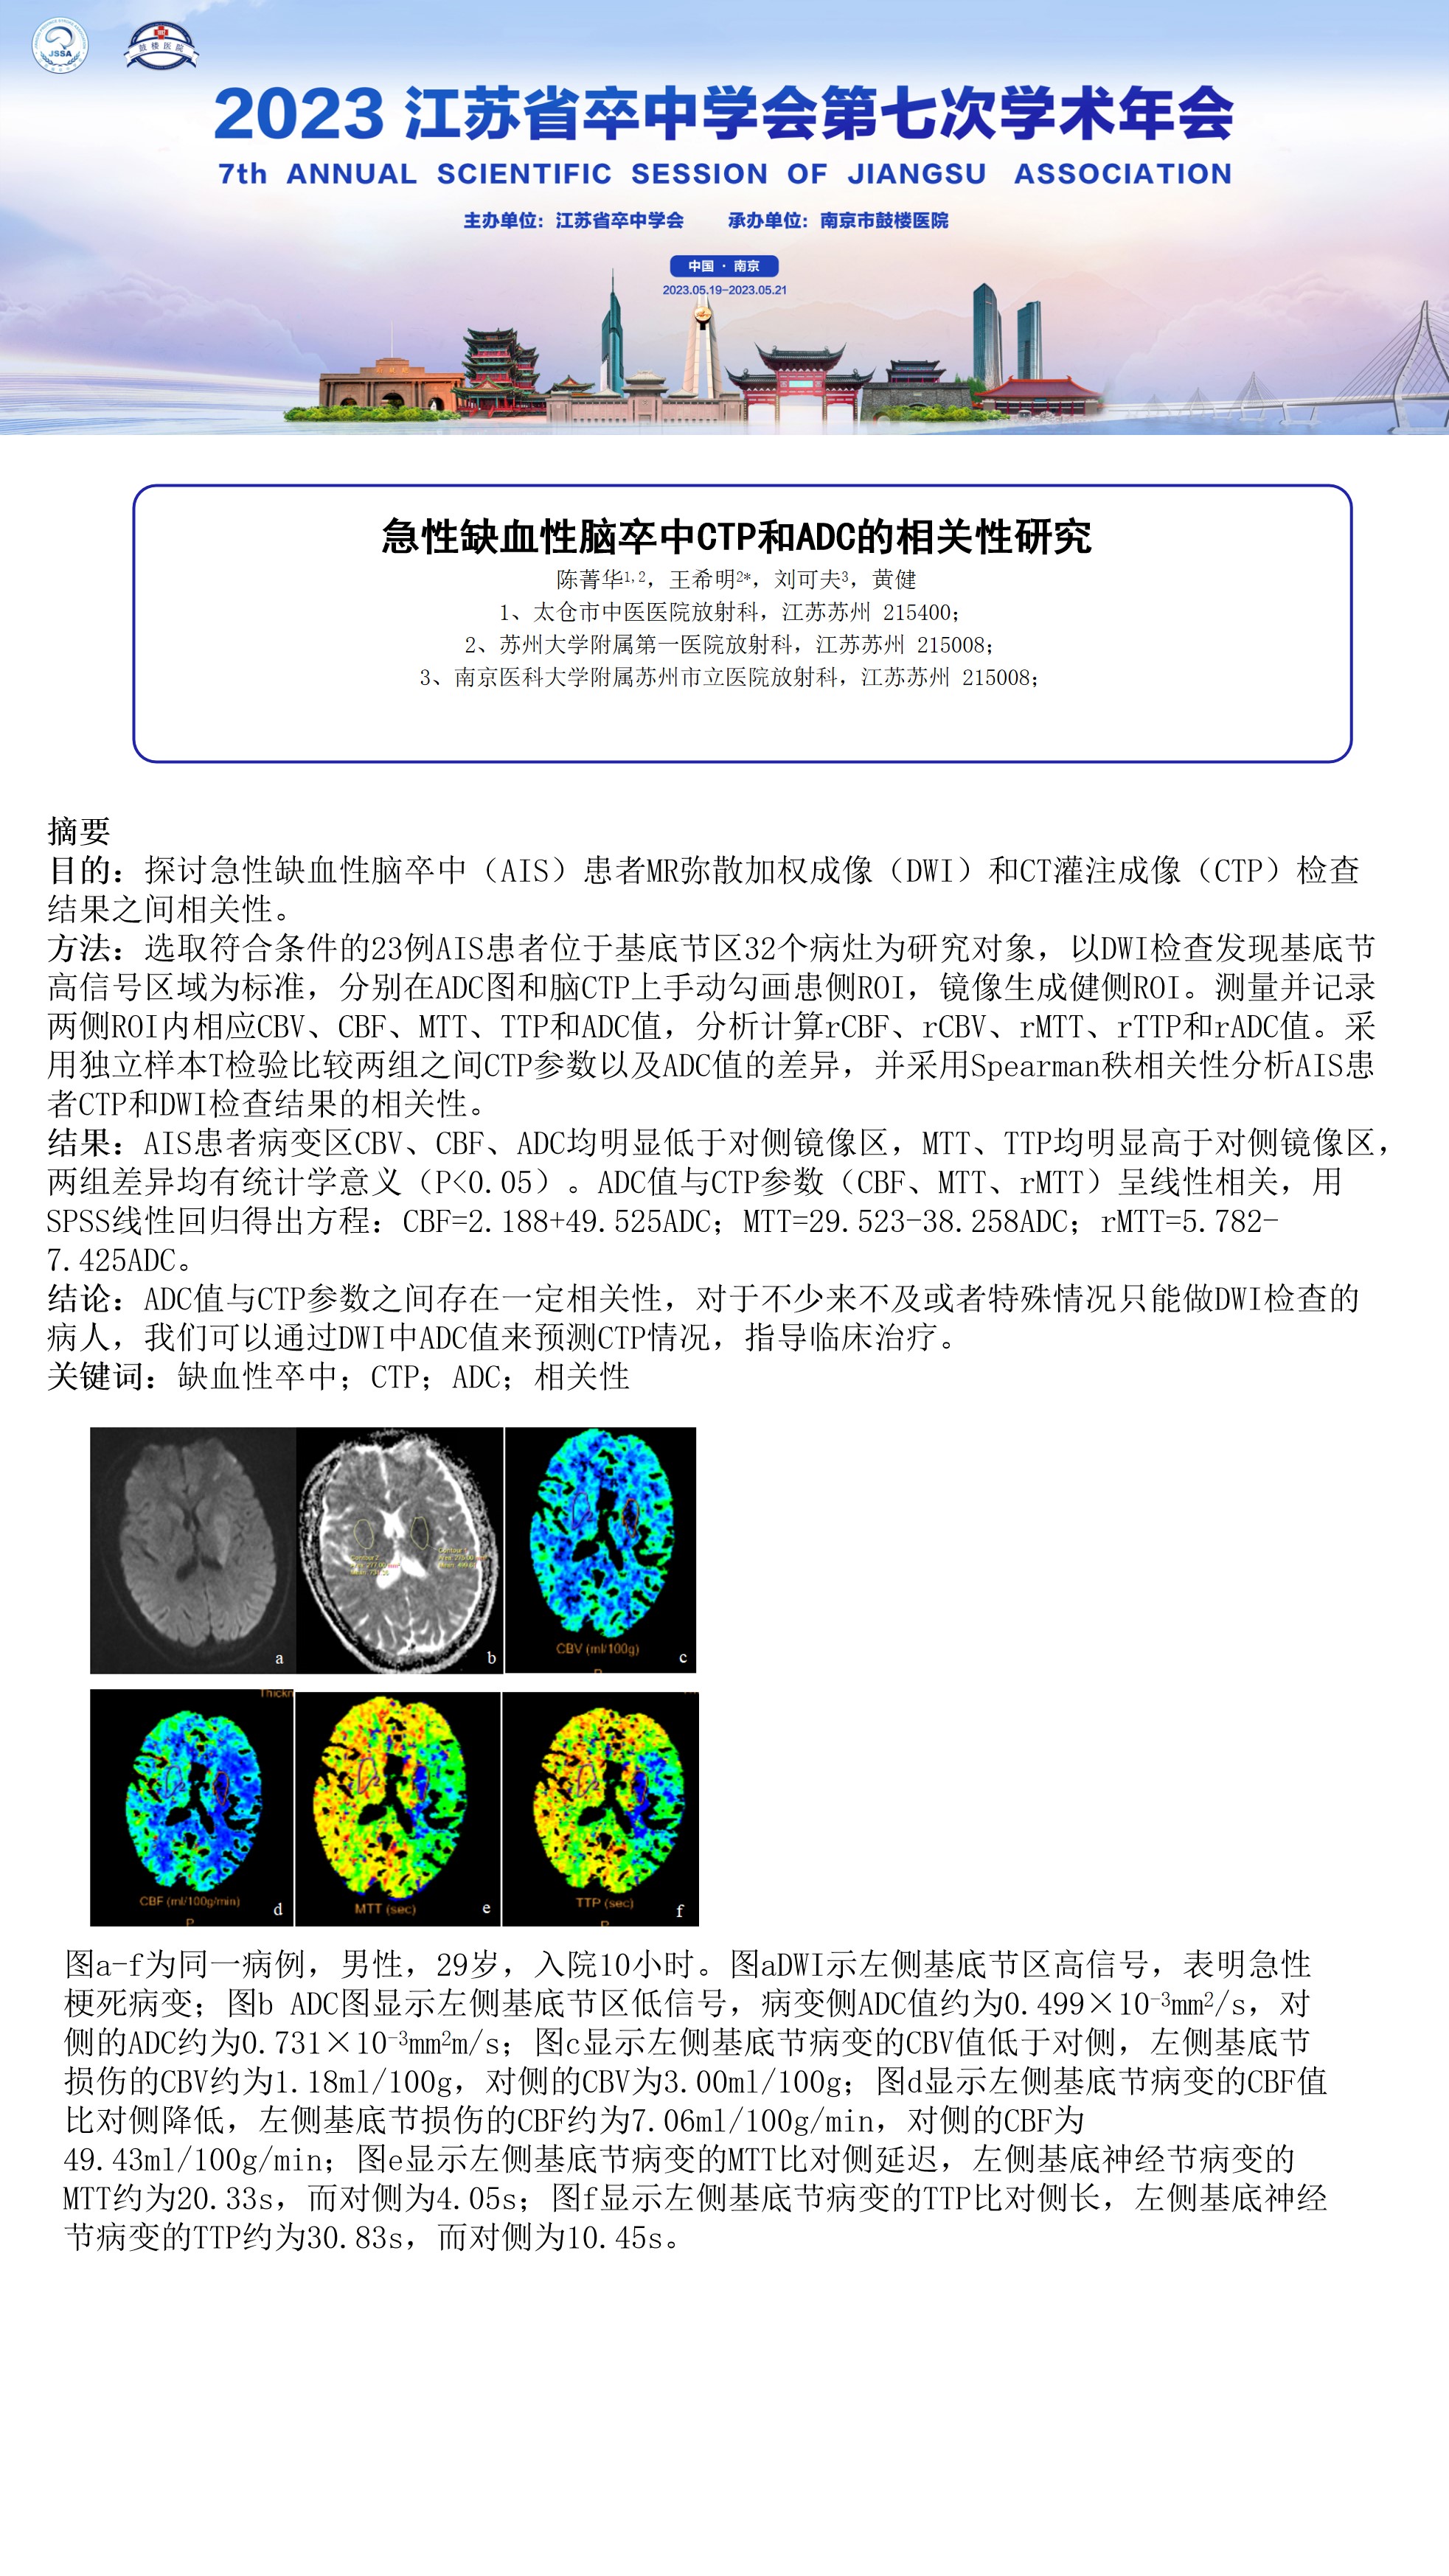 JSSA
鼓楼医院
2023 江苏省卒中学会第七次学术年会
7th ANNUAL SCIENTIFIC SESSION OF JIANGSU ASSOCIATION
主办单位：江苏省卒中学会 承办单位：南京市鼓楼医院
中国 · 南京
2023.05.19-2023.05.21
急性缺血性脑卒中CTP和ADC的相关性研究
陈菁华1,2，王希明2*，刘可夫3，黄健
1、太仓市中医医院放射科，江苏苏州 215400；
2、苏州大学附属第一医院放射科，江苏苏州 215008；
3、南京医科大学附属苏州市立医院放射科，江苏苏州 215008；
摘要
目的：探讨急性缺血性脑卒中（AIS）患者MR弥散加权成像（DWI）和CT灌注成像（CTP）检查
结果之间相关性。
方法：选取符合条件的23例AIS患者位于基底节区32个病灶为研究对象，以DWI检查发现基底节
高信号区域为标准，分别在ADC图和脑CTP上手动勾画患侧ROI，镜像生成健侧ROI。测量并记录
两侧ROI内相应CBV、CBF、MTT、TTP和ADC值，分析计算rCBF、rCBV、rMTT、rTTP和rADC值。采
用独立样本T检验比较两组之间CTP参数以及ADC值的差异，并采用Spearman秩相关性分析AIS患
者CTP和DWI检查结果的相关性。
结果：AIS患者病变区CBV、CBF、ADC均明显低于对侧镜像区，MTT、TTP均明显高于对侧镜像区，
两组差异均有统计学意义（P<0.05）。ADC值与CTP参数（CBF、MTT、rMTT）呈线性相关，用
SPSS线性回归得出方程：CBF=2.188+49.525ADC；MTT=29.523-38.258ADC；rMTT=5.782-
7.425ADC。
结论：ADC值与CTP参数之间存在一定相关性，对于不少来不及或者特殊情况只能做DWI检查的
病人，我们可以通过DWI中ADC值来预测CTP情况，指导临床治疗。
关键词：缺血性卒中；CTP；ADC；相关性
a
b
CBV (ml/100g)
c
Thickn
CBF (ml/100g/min)
d
MTT (sec)
e
TTP (sec)
f
图a-f为同一病例，男性，29岁，入院10小时。图aDWI示左侧基底节区高信号，表明急性
梗死病变；图b ADC图显示左侧基底节区低信号，病变侧ADC值约为0.499×10-3mm2/s，对
侧的ADC约为0.731×10-3mm2m/s；图c显示左侧基底节病变的CBV值低于对侧，左侧基底节
损伤的CBV约为1.18ml/100g，对侧的CBV为3.00ml/100g；图d显示左侧基底节病变的CBF值
比对侧降低，左侧基底节损伤的CBF约为7.06ml/100g/min，对侧的CBF为
49.43ml/100g/min；图e显示左侧基底节病变的MTT比对侧延迟，左侧基底神经节病变的
MTT约为20.33s，而对侧为4.05s；图f显示左侧基底节病变的TTP比对侧长，左侧基底神经
节病变的TTP约为30.83s，而对侧为10.45s。